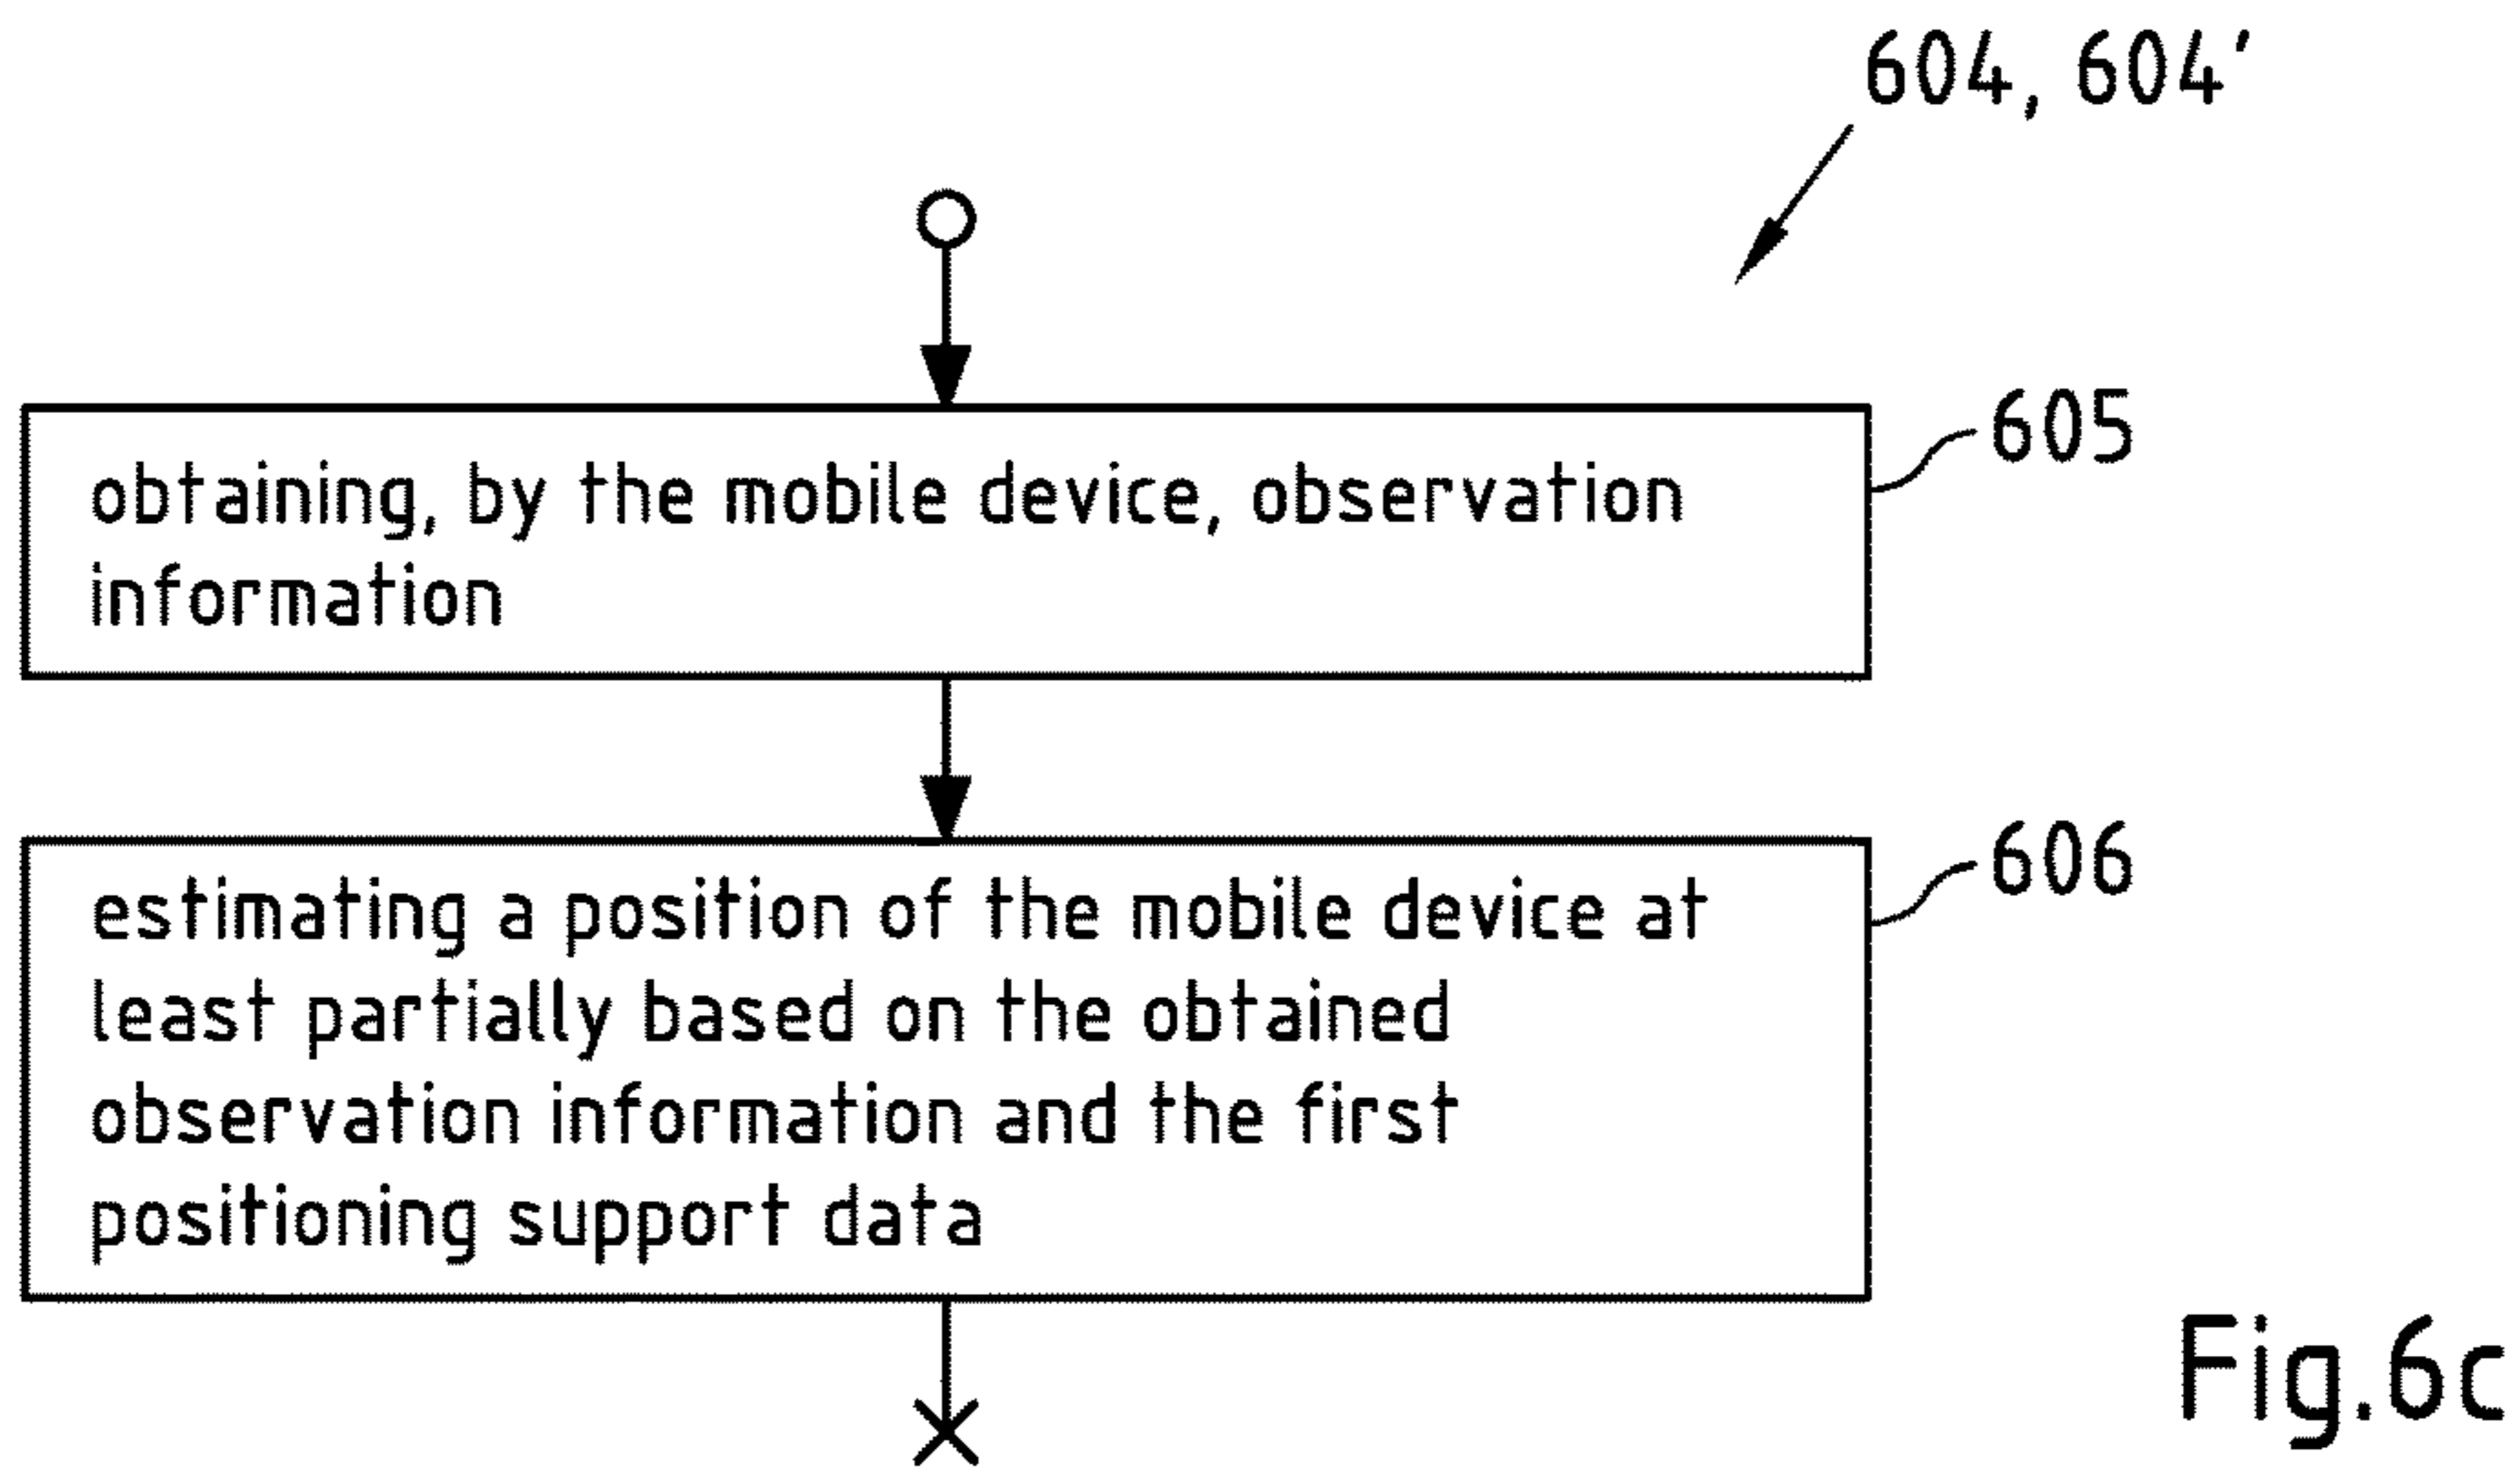 604, 604'
605
obtaining, by the mobile device, observation
information
606
estimating a position of the mobile device at
least partially based on the obtained
observation information and the first
positioning support data
Fig.6c